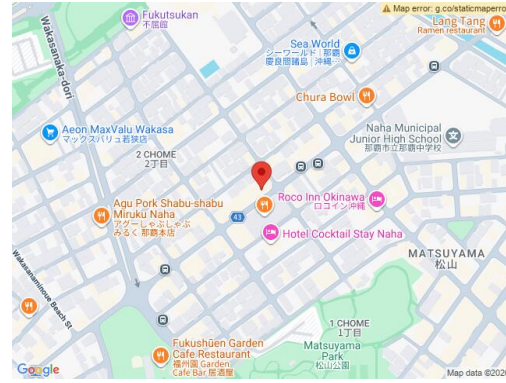 Map error: g.co/staticmaperro
Fukutsukan
不屈館
Lang Tang
Ramen restaurant
Wakasanaka-dori
Sea World
シーワールド | 那覇
慶良間諸島 | 沖縄…
Chura Bowl
Aeon MaxValu Wakasa
マックスバリュ若狭店
Naha Municipal
Junior High School
那覇市立那覇中学校
2 CHOME
2丁目
Agu Pork Shabu-shabu
Miruku Naha
アグーしゃぶしゃぶ
みるく 那覇本店
Roco Inn Okinawa
ロコイン沖縄
43
Hotel Cocktail Stay Naha
MATSUYAMA
松山
Wakasanaminoue Beach St.
1 CHOME
1丁目
Matsuyama
Park
松山公園
Fukushūen Garden
Cafe Restaurant
福州園 Garden
Cafe Bar 居酒屋
Google
Map data ©2026